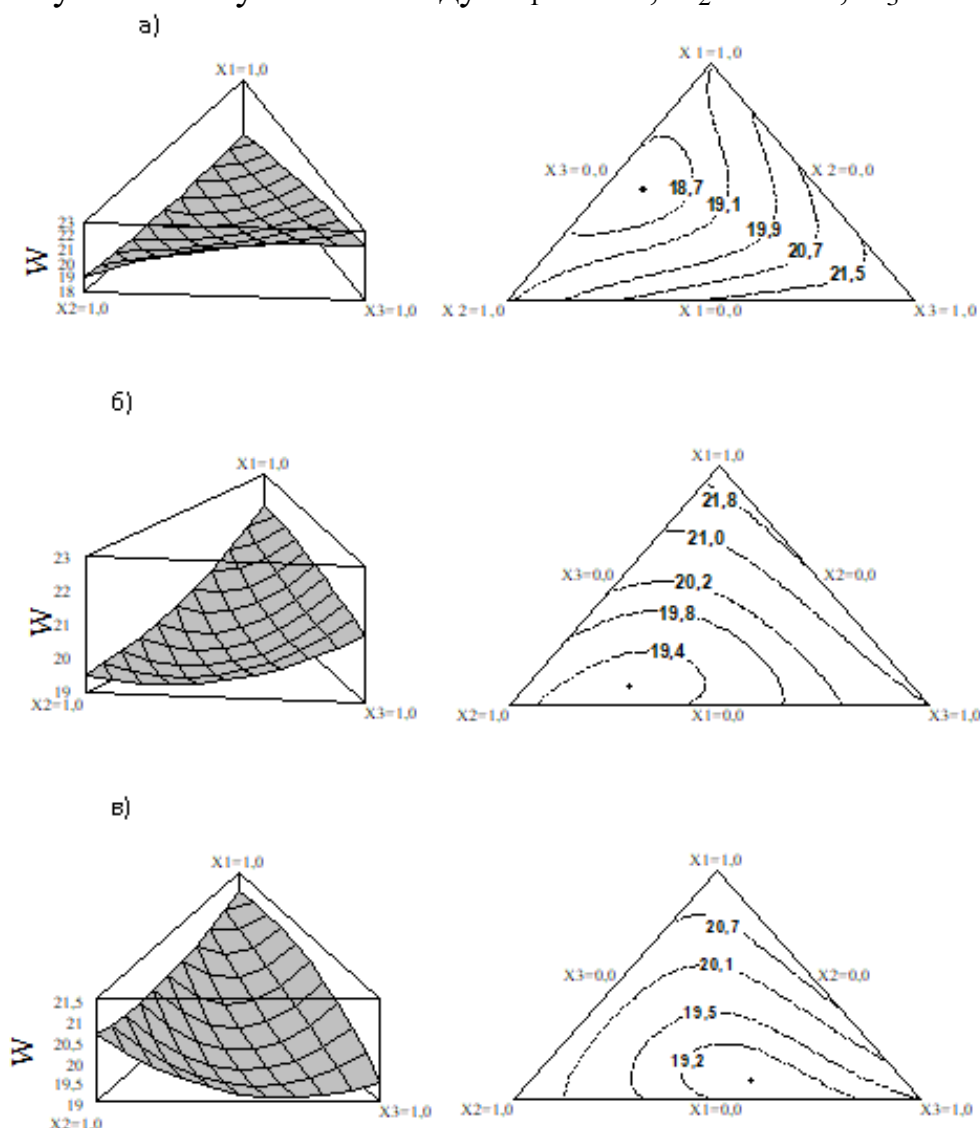 а)
X1=1,0
X 1=1,0
X3=0,0
X 2=0,0
18,7
19,1
19,9
20,7
21,5
23
22
21
20
19
18
W
X2=1,0
X3=1,0
X 2=1,0
X 1=0,0
X3=1,0
б)
X1=1,0
X1=1,0
21,8
21,0
X3=0,0
X2=0,0
20,2
19,8
19,4
23
22
21
20
19
W
X2=1,0
X3=1,0
X2=1,0
X1=0,0
X3=1,0
в)
X1=1,0
X1=1,0
20,7
20,1
X3=0,0
X2=0,0
19,5
19,2
21,5
21
20,5
20
19,5
19
W
X2=1,0
X3=1,0
X2=1,0
X1=0,0
X3=1,0